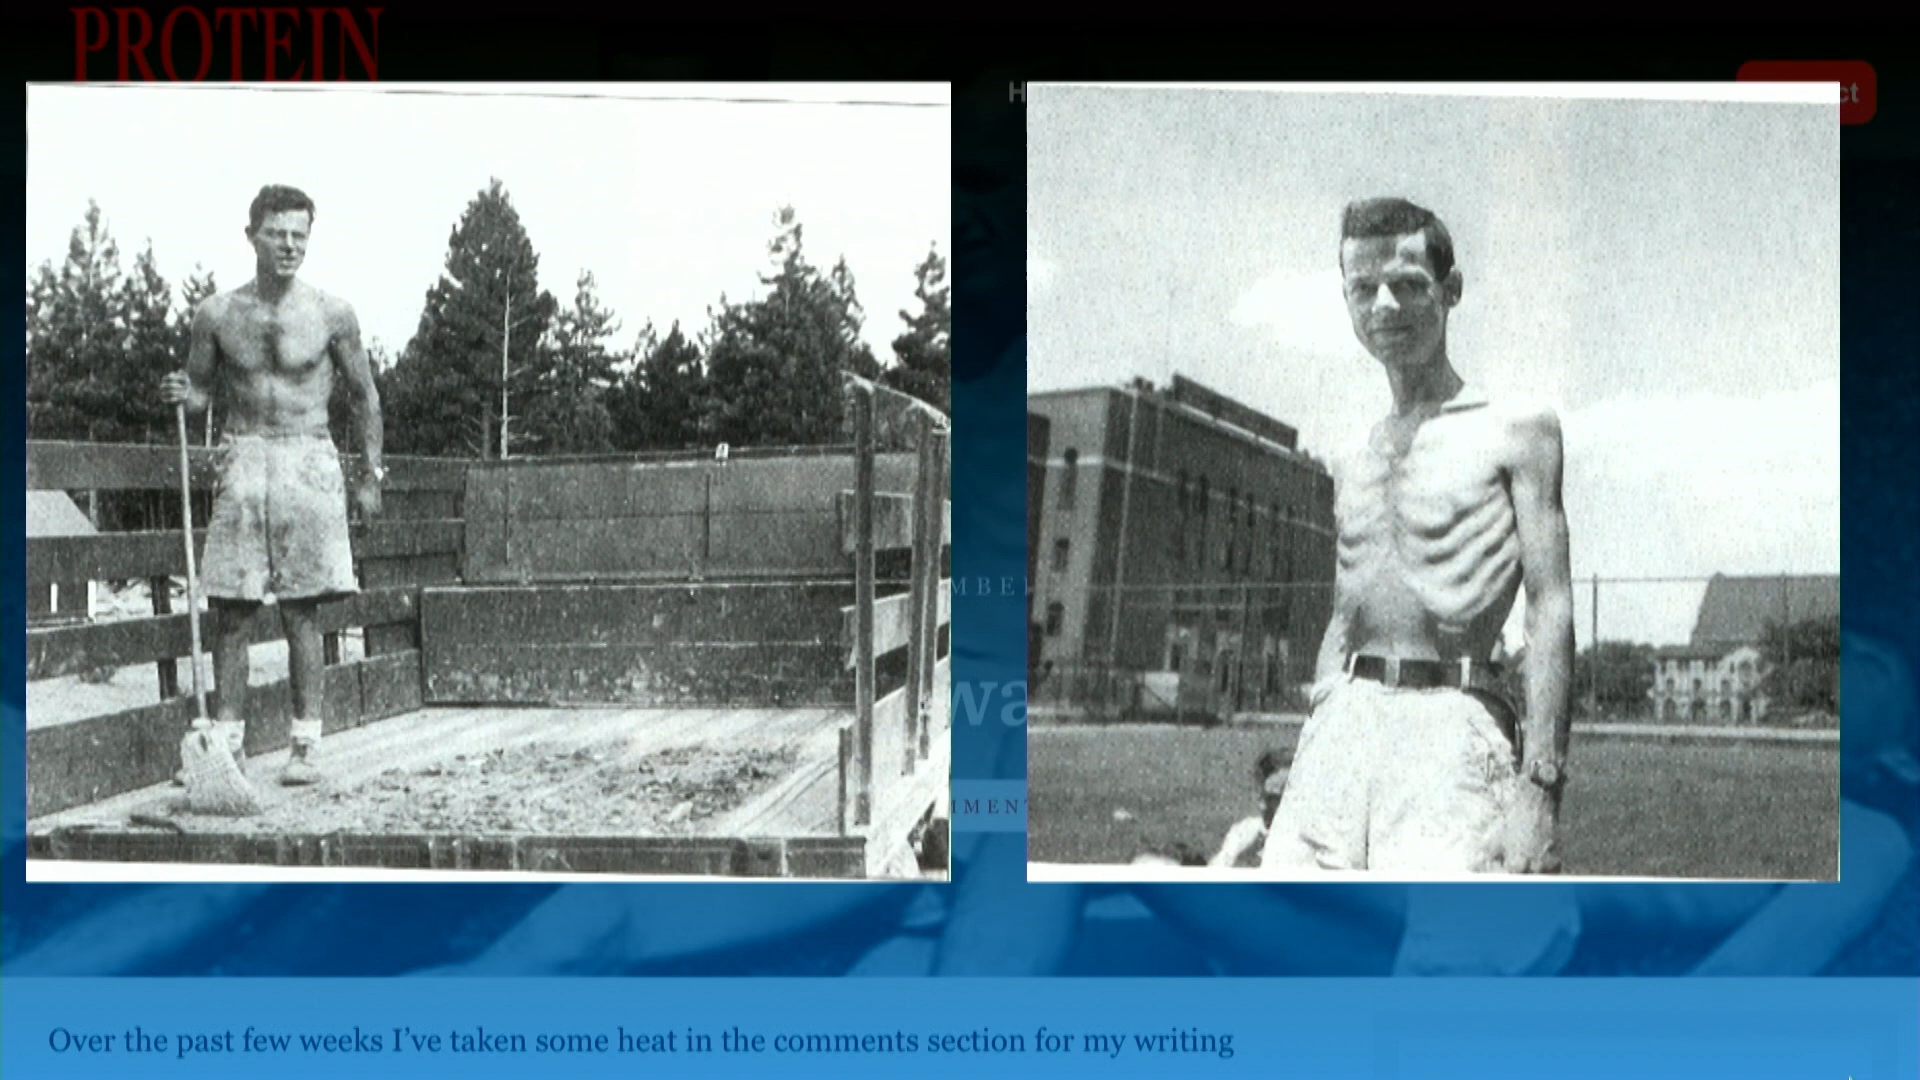 PROTEIN
Over the past few weeks I've taken some heat in the comments section for my writing